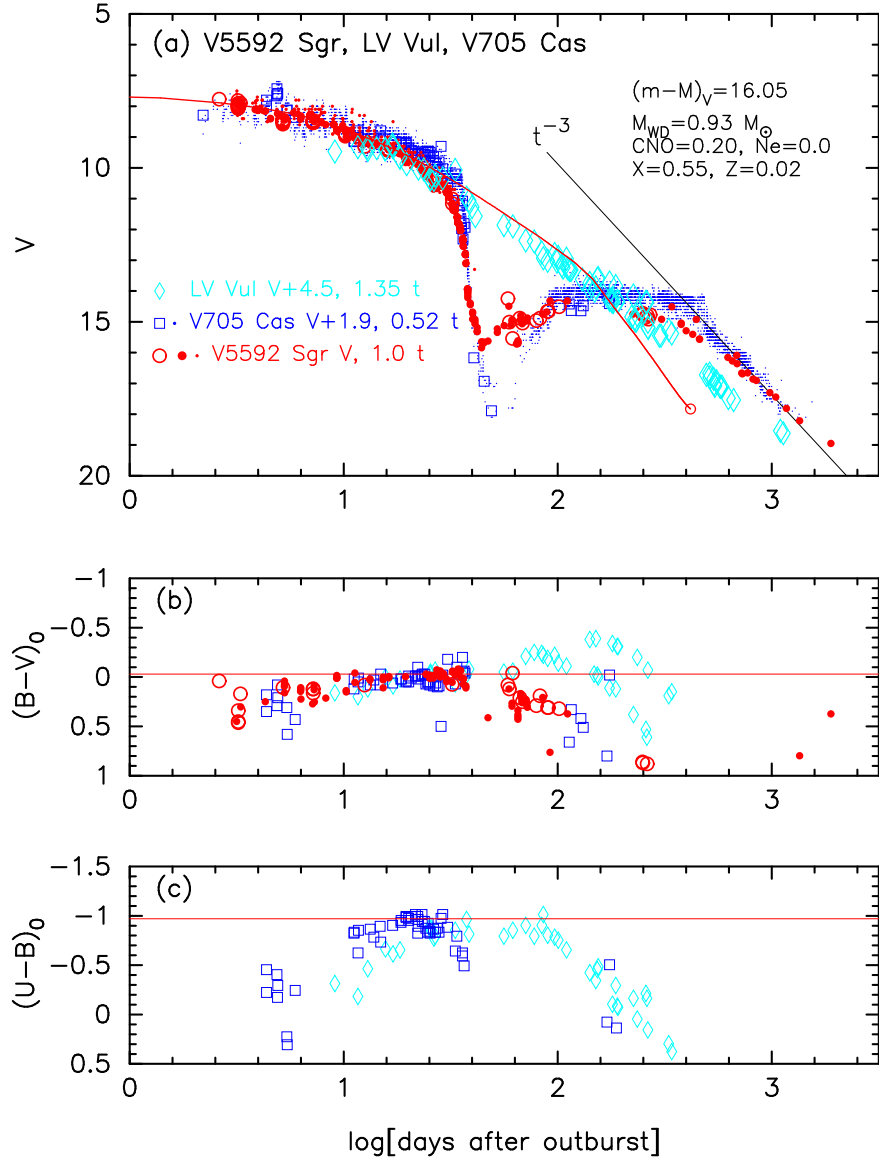 (a) V5592 Sgr, LV Vul, V705 Cas
(m−M)V=16.05
MWD=0.93 M⊙
CNO=0.20, Ne=0.0
X=0.55, Z=0.02
t−3
5
10
15
20
V
LV Vul V+4.5, 1.35 t
V705 Cas V+1.9, 0.52 t
V5592 Sgr V, 1.0 t
0 1 2 3
(b)
−1
−0.5
0
0.5
1
(B−V)0
0 1 2 3
(c)
−1.5
−1
−0.5
0
0.5
(U−B)0
0 1 2 3
log[days after outburst]